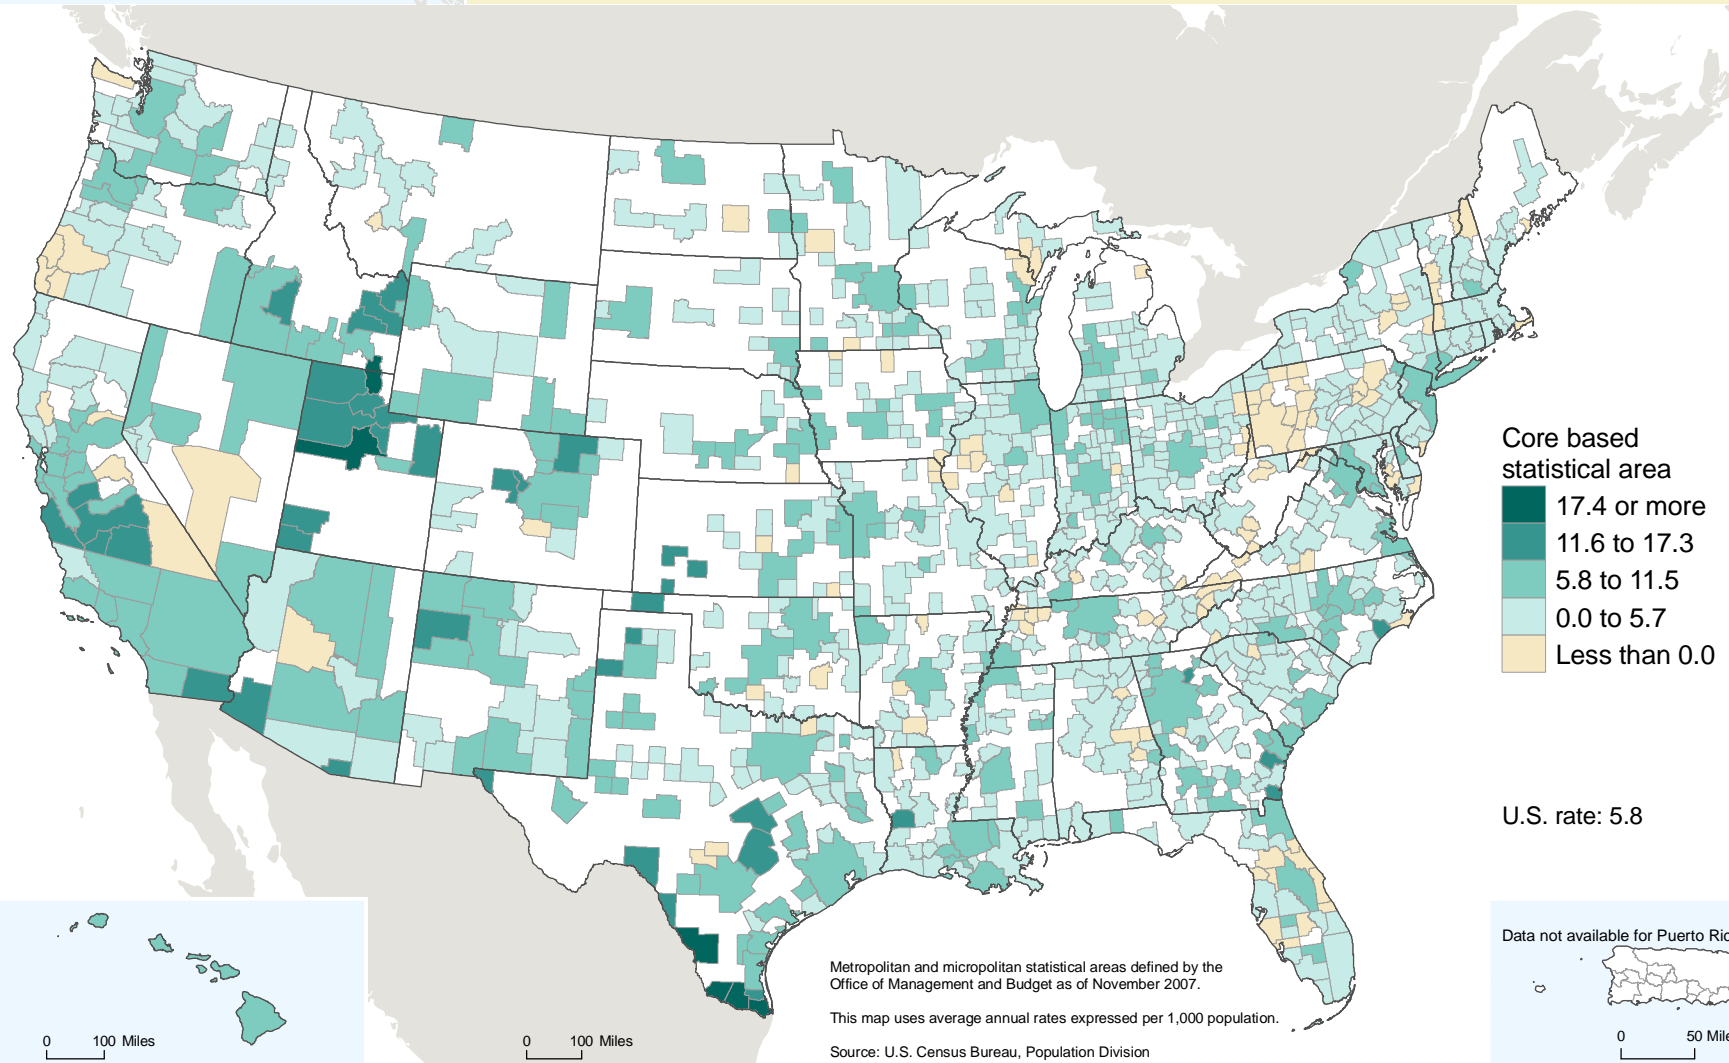 Core based
statistical area
17.4 or more
11.6 to 17.3
5.8 to 11.5
0.0 to 5.7
Less than 0.0
U.S. rate: 5.8
Data not available for Puerto
Metropolitan and micropolitan statistical areas defined by the
Office of Management and Budget as of November 2007.
This map uses average annual rates expressed per 1,000 population.
Source: U.S. Census Bureau, Population Division
0 100 Miles
0 100 Miles
0 50